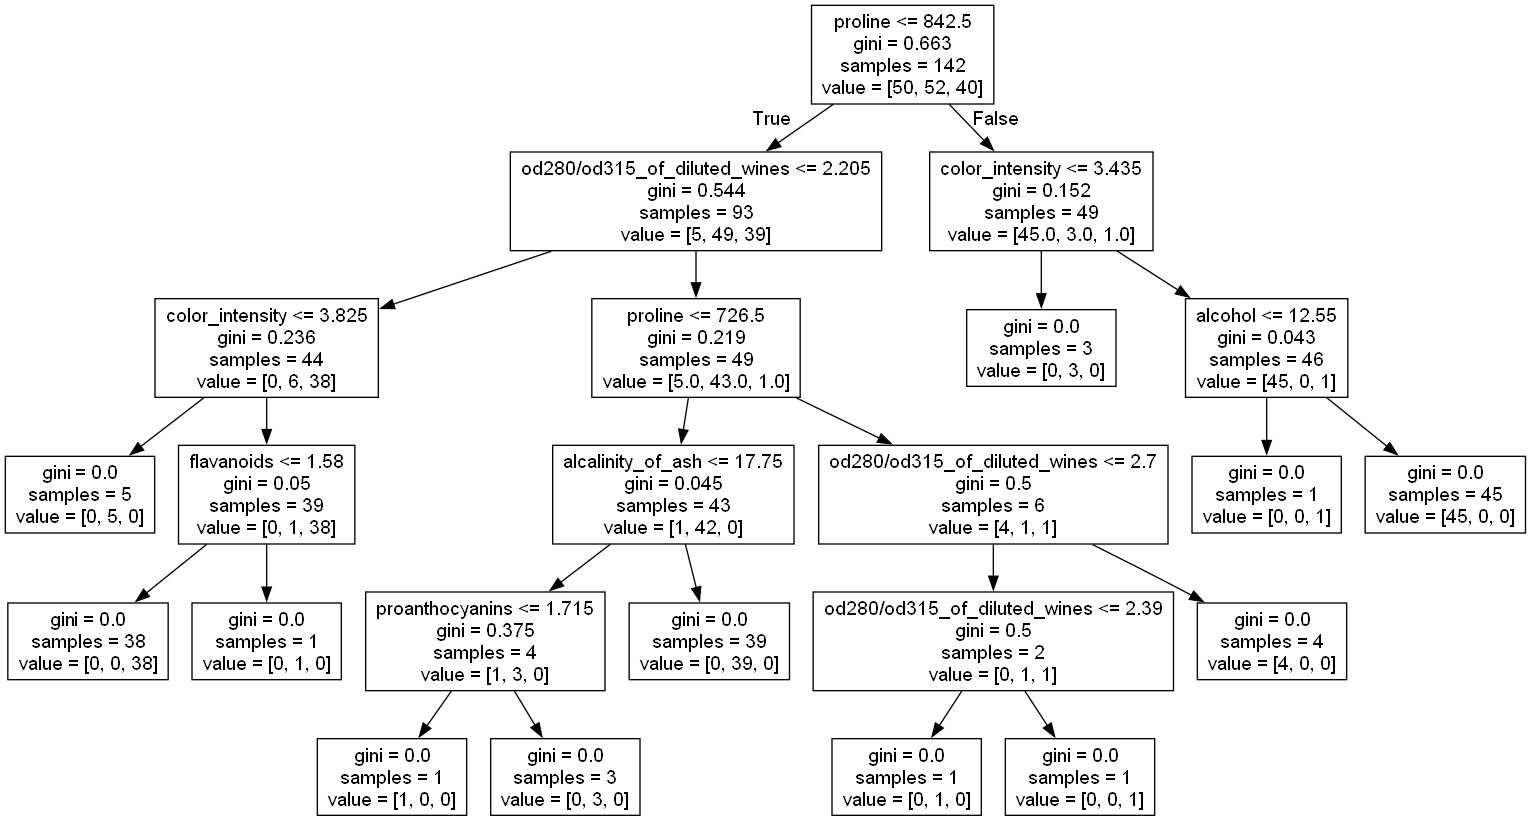 proline <= 842.5
gini = 0.663
samples = 142
value = [50, 52, 40]
True
False
od280/od315_of_diluted_wines <= 2.205
gini = 0.544
samples = 93
value = [5, 49, 39]
color_intensity <= 3.435
gini = 0.152
samples = 49
value = [45.0, 3.0, 1.0]
color_intensity <= 3.825
gini = 0.236
samples = 44
value = [0, 6, 38]
proline <= 726.5
gini = 0.219
samples = 49
value = [5.0, 43.0, 1.0]
gini = 0.0
samples = 3
value = [0, 3, 0]
alcohol <= 12.55
gini = 0.043
samples = 46
value = [45, 0, 1]
gini = 0.0
samples = 5
value = [0, 5, 0]
flavanoids <= 1.58
gini = 0.05
samples = 39
value = [0, 1, 38]
alcalinity_of_ash <= 17.75
gini = 0.045
samples = 43
value = [1, 42, 0]
od280/od315_of_diluted_wines <= 2.7
gini = 0.5
samples = 6
value = [4, 1, 1]
gini = 0.0
samples = 1
value = [0, 0, 1]
gini = 0.0
samples = 45
value = [45, 0, 0]
gini = 0.0
samples = 38
value = [0, 0, 38]
gini = 0.0
samples = 1
value = [0, 1, 0]
proanthocyanins <= 1.715
gini = 0.375
samples = 4
value = [1, 3, 0]
gini = 0.0
samples = 39
value = [0, 39, 0]
od280/od315_of_diluted_wines <= 2.39
gini = 0.5
samples = 2
value = [0, 1, 1]
gini = 0.0
samples = 4
value = [4, 0, 0]
gini = 0.0
samples = 1
value = [1, 0, 0]
gini = 0.0
samples = 3
value = [0, 3, 0]
gini = 0.0
samples = 1
value = [0, 1, 0]
gini = 0.0
samples = 1
value = [0, 0, 1]